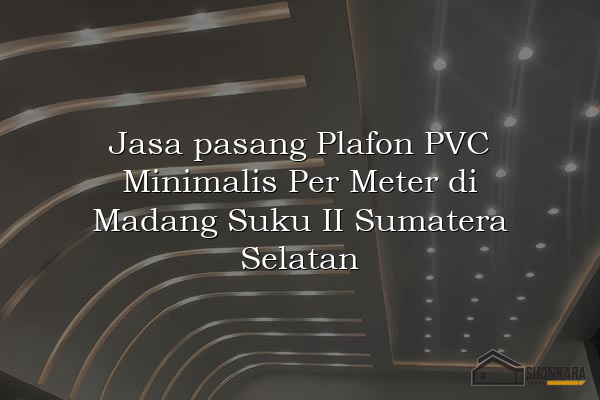 Jasa pasang Plafon PVC
Minimalis Per Meter di
Madang Suku II Sumatera
Selatan
SHANKARA